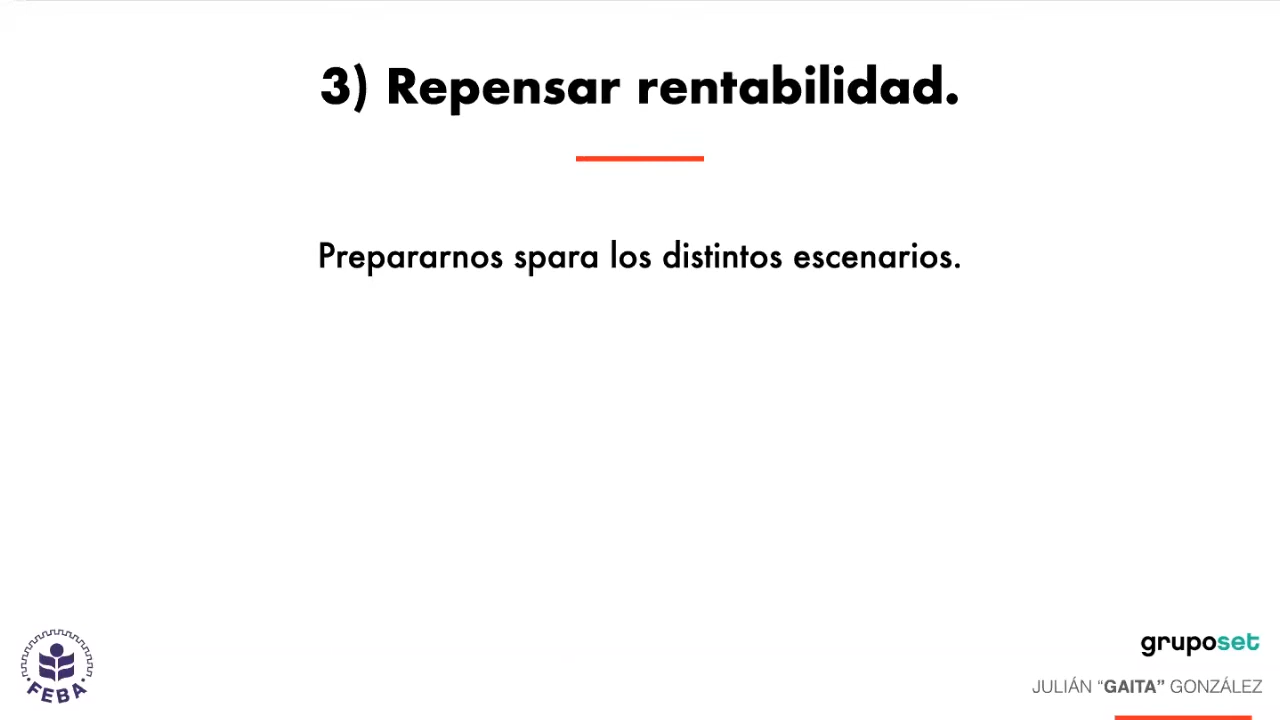 3) Repensar rentabilidad.
Prepararnos spara los distintos escenarios.
FEBA
gruposet
JULIÁN “GAITA” GONZÁLEZ